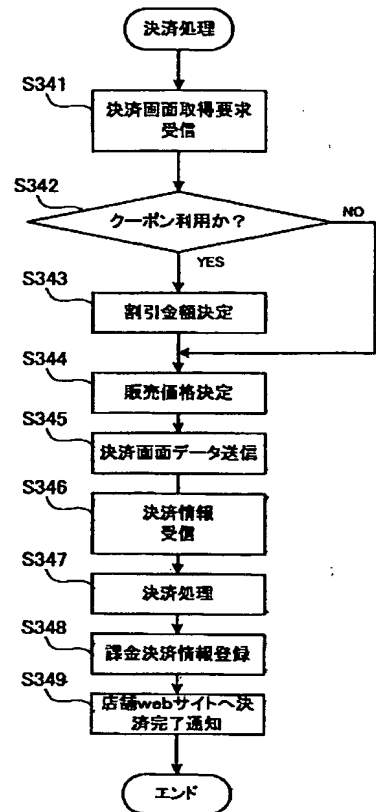 決済処理
S341
決済画面取得要求
受信
S342
クーポン利用か?
NO
YES
S343
割引金額決定
S344
販売価格決定
S345
決済画面データ送信
S346
決済情報
受信
S347
決済処理
S348
課金決済情報登録
S349
店舗webサイトへ決
済完了通知
エンド